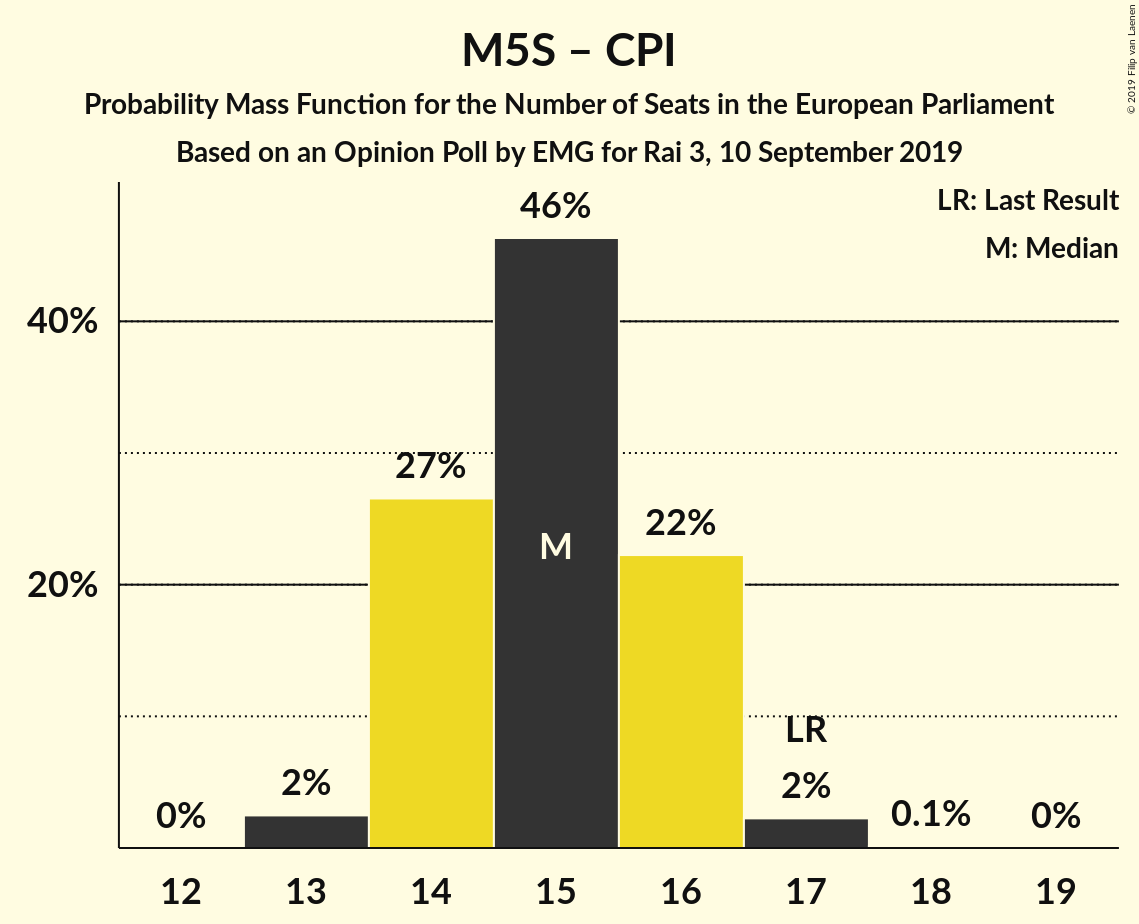 M5S – CPI
Probability Mass Function for the Number of Seats in the European Parliament
Based on an Opinion Poll by EMG for Rai 3, 10 September 2019
© 2019 Filip van Laenen
LR: Last Result
M: Median
46%
40%
27%
22%
M
20%
LR
2%
2%
0%
0.1%
0%
12 13 14 15 16 17 18 19